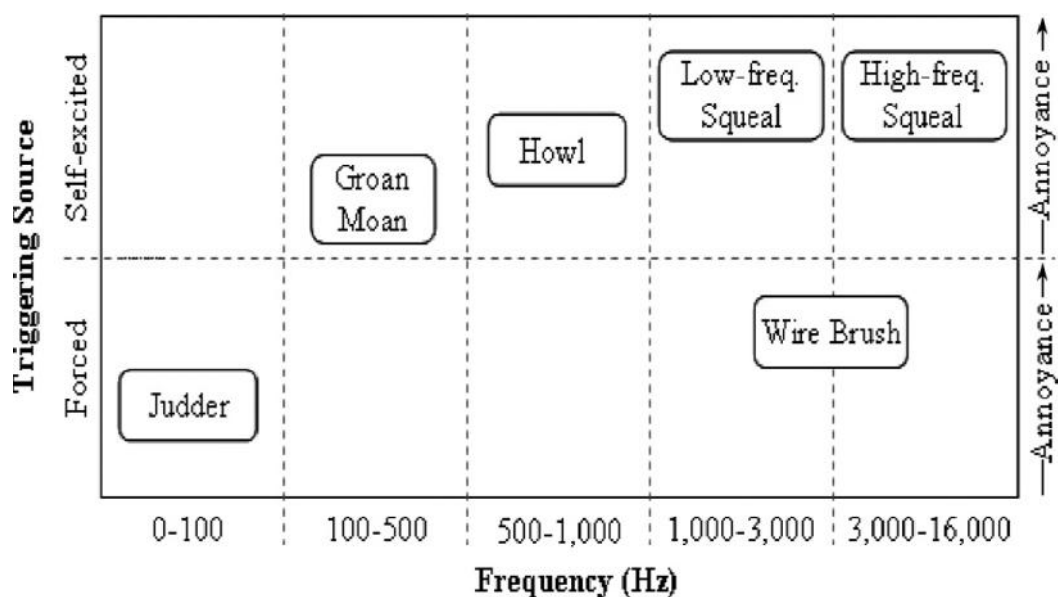 Triggering Source
Self-excited
Forced
Low-freq.
Squeal
High-freq.
Squeal
Howl
Groan
Moan
Wire Brush
Judder
Annoyance
Annoyance
0-100
100-500
500-1,000
1,000-3,000
3,000-16,000
Frequency (Hz)